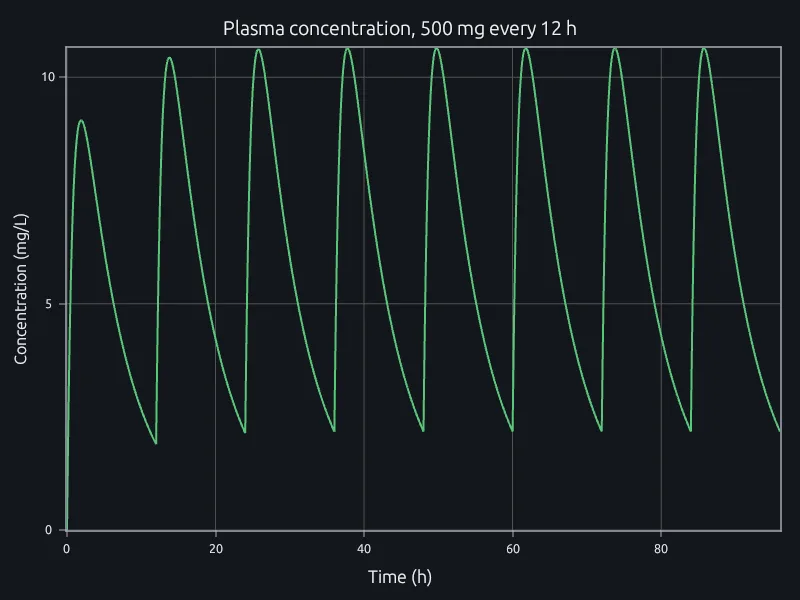 Plasma concentration, 500 mg every 12 h
Concentration (mg/L)
10
5
0
0 20 40 60 80
Time (h)